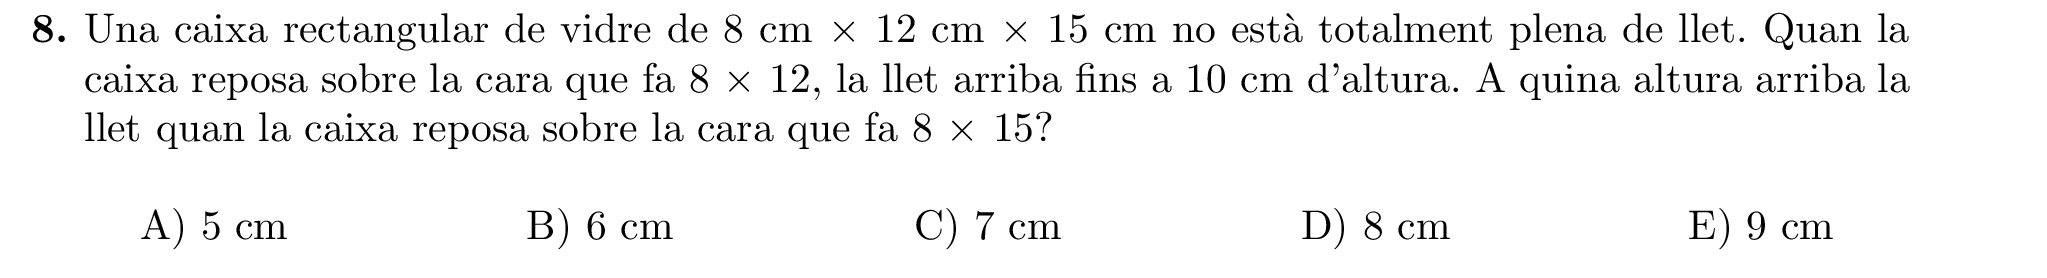 8. Una caixa rectangular de vidre de 8 cm × 12 cm × 15 cm no està totalment plena de llet. Quan la
caixa reposa sobre la cara que fa 8 × 12, la llet arriba fins a 10 cm d'altura. A quina altura arriba la
llet quan la caixa reposa sobre la cara que fa 8 × 15?
A) 5 cm B) 6 cm C) 7 cm D) 8 cm E) 9 cm